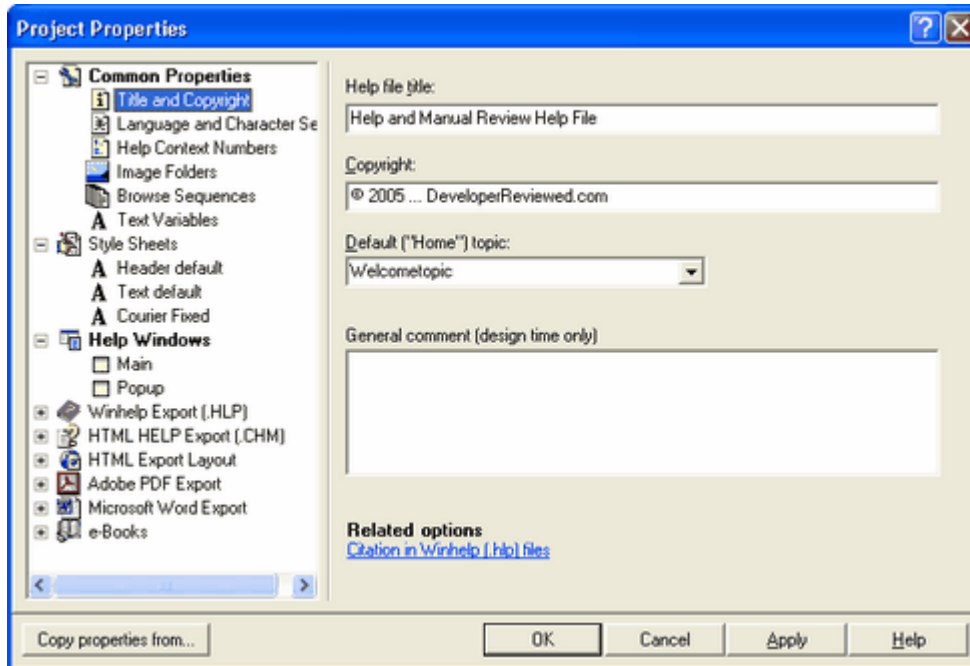 Project Properties
Common Properties
Title and Copyright
Language and Character Se
Help Context Numbers
Image Folders
Browse Sequences
Text Variables
Style Sheets
Header default
Text default
Courier Fixed
Help Windows
Main
Popup
Winhelp Export (.HLP)
HTML HELP Export (.CHM)
HTML Export Layout
Adobe PDF Export
Microsoft Word Export
e-Books
Help file title:
Help and Manual Review Help File
Copyright:
© 2005 ... DeveloperReviewed.com
Default ("Home") topic:
Welcometopic
General comment (design time only)
Related options
Citation in Winhelp (.hlp) files
Copy properties from...
OK
Cancel
Apply
Help